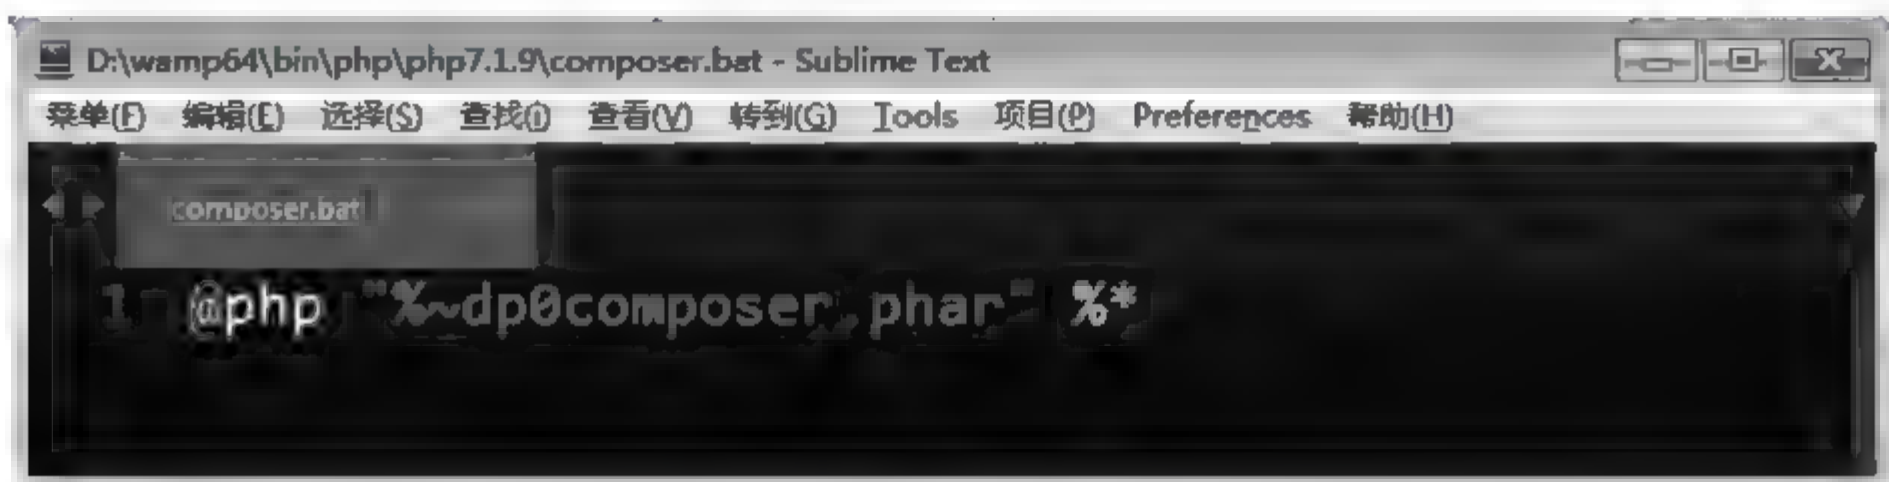 D:\wamp64\bin\php\php7.1.9\composer.bat - Sublime Text
菜单(F) 编辑(E) 选择(S) 查找(I) 查看(V) 转到(G) Tools 项目(P) Preferences 帮助(H)
composer.bat
1 @php "%~dp0composer.phar" %*